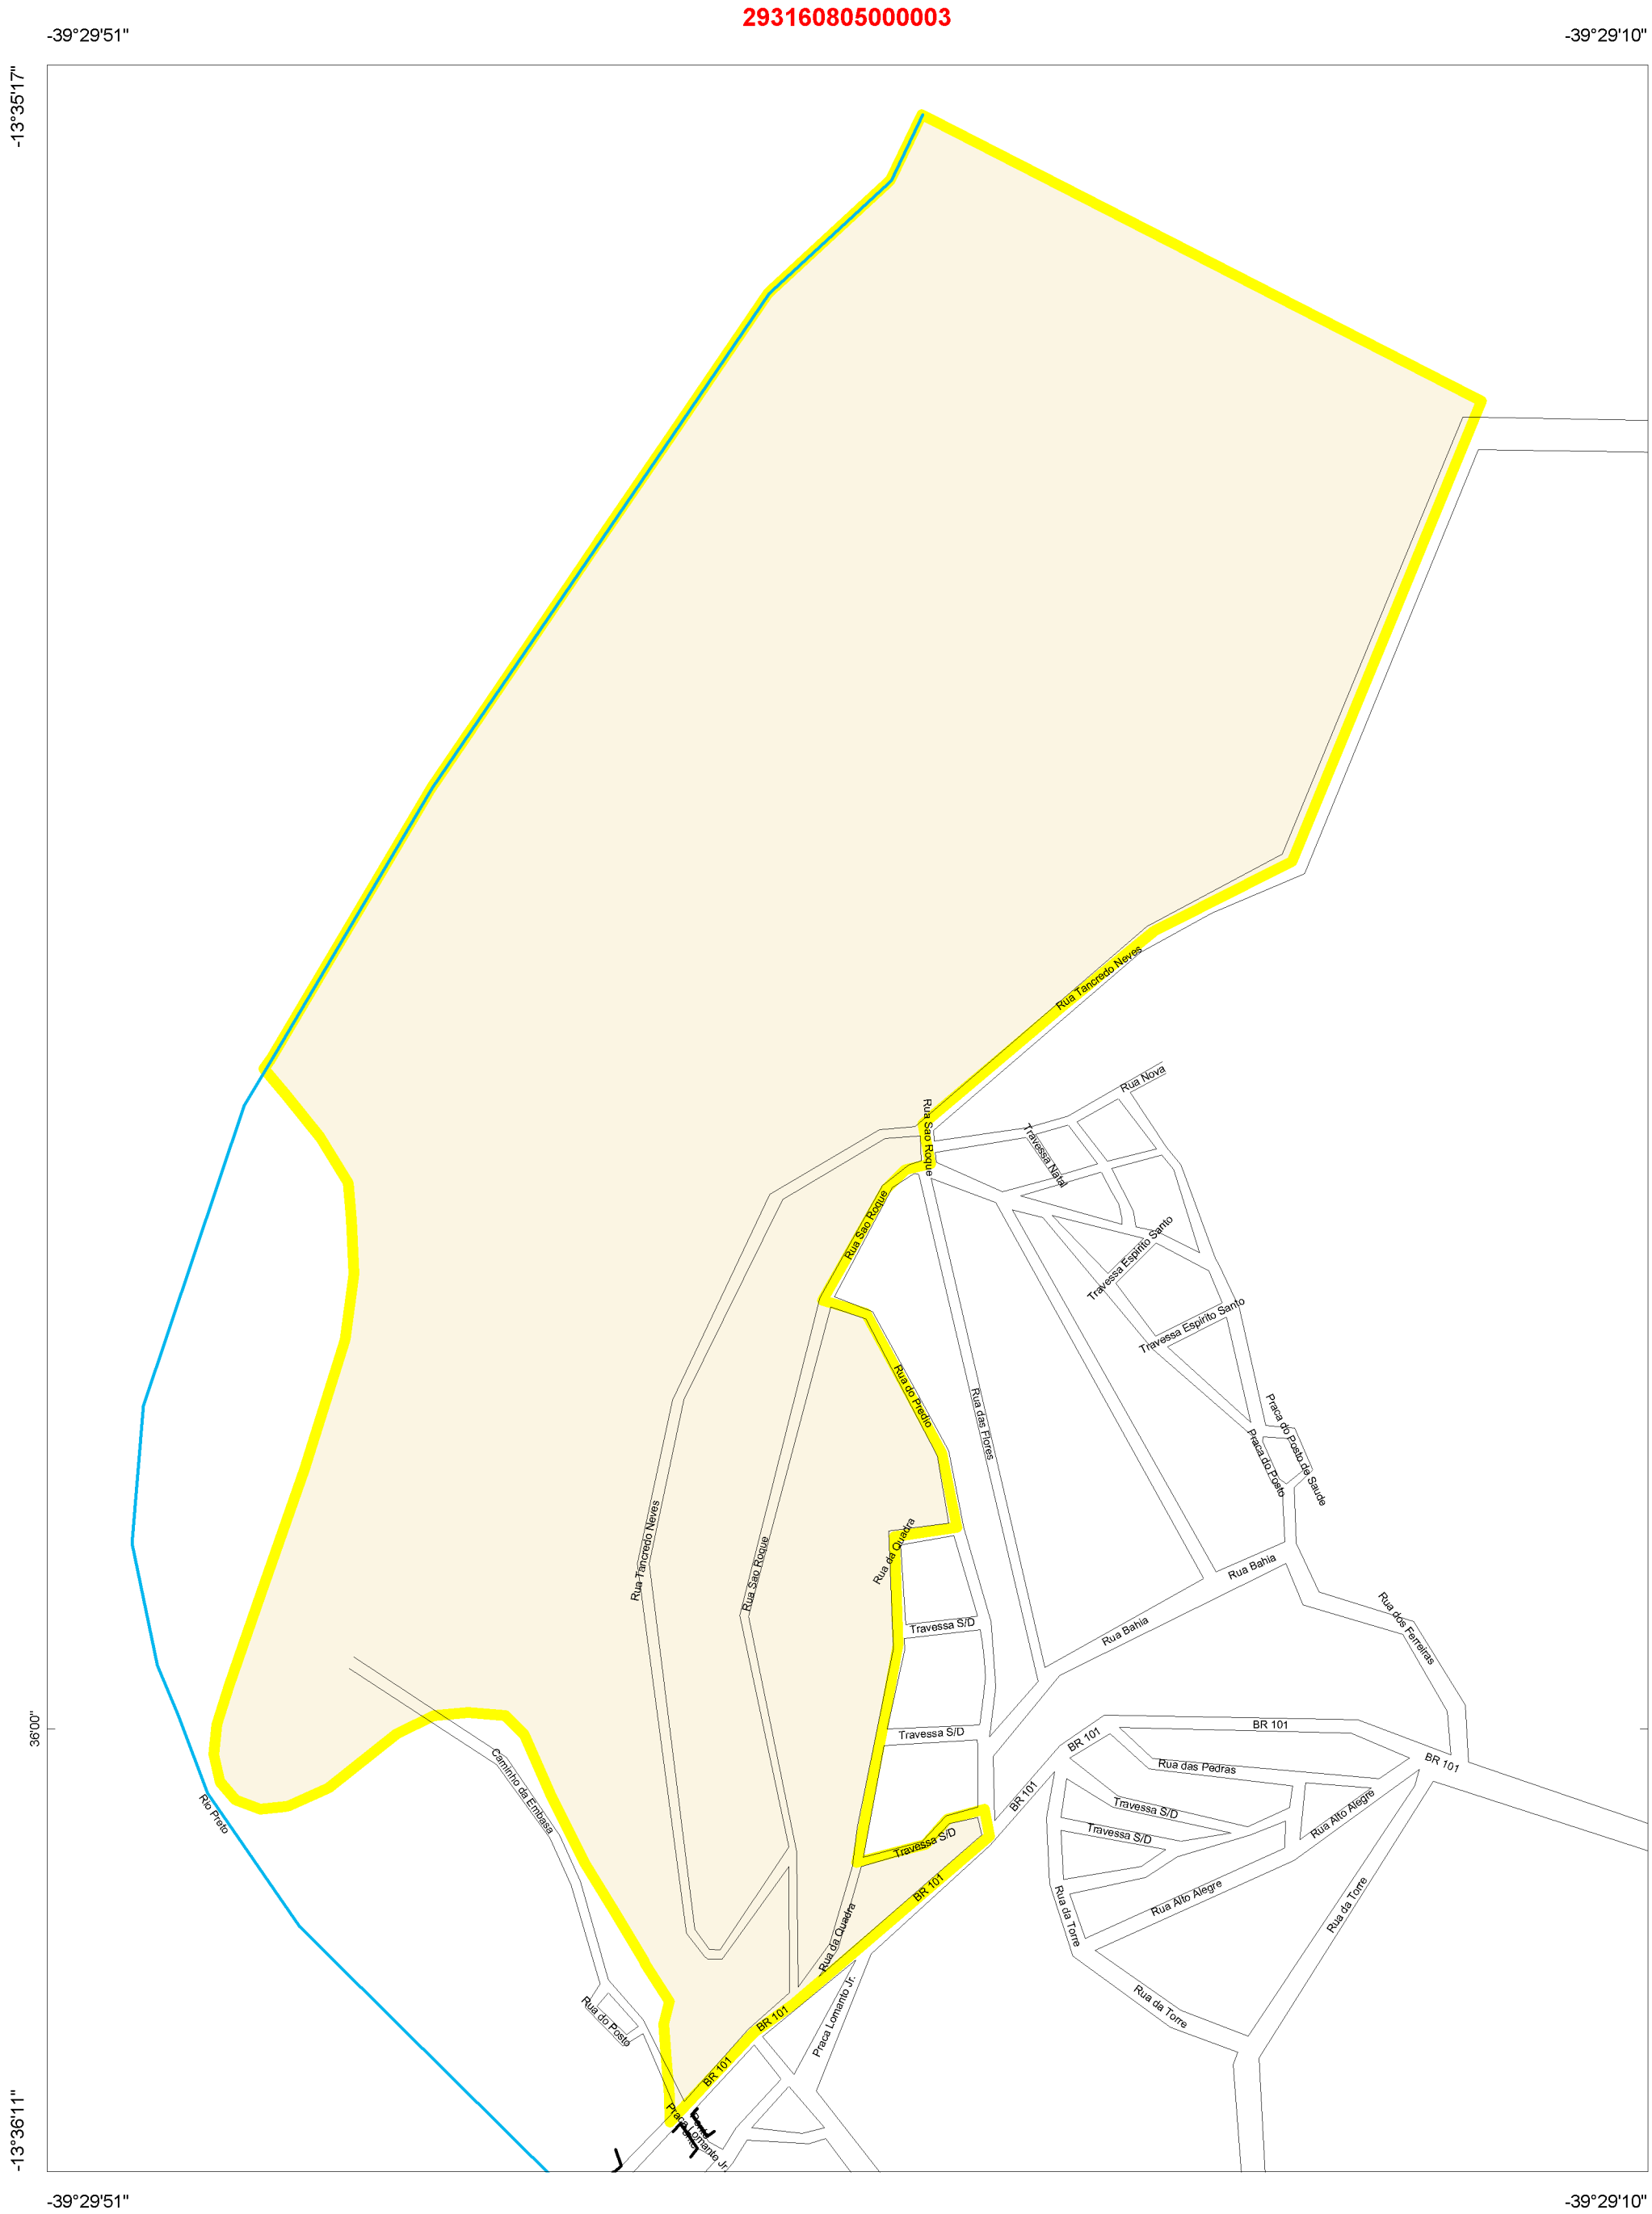 293160805000003
-39°29'51"
-39°29'10"
-13°35'17"
Rua Tancredo Neves
Rua Nova
Rua Sao Roque
Travessa Natal
Rua Sao Roque
Travessa Espirito Santo
Travessa Espirito Santo
Rua do Predio
Rua das Flores
Praca do Posto de Saude
Praca do Posto
Rua Tancredo Neves
Rua Sao Roque
Rua da Quadra
Rua Bahia
Rua Bahia
Travessa S/D
Rua dos Ferreiras
Travessa S/D
36'00"
BR 101
BR 101
BR 101
Rua das Pedras
Caminho da Embasa
BR 101
Rio Preto
Travessa S/D
Travessa S/D
Rua Alto Alegre
Travessa S/D
BR 101
Rua Alto Alegre
Rua da Torre
Rua da Torre
Rua da Quadra
Rua do Posto
BR 101
Praca Lomanto Jr.
Rua da Torre
BR 101
Praca Lomanto Jr.
-13°36'11"
-39°29'51"
-39°29'10"